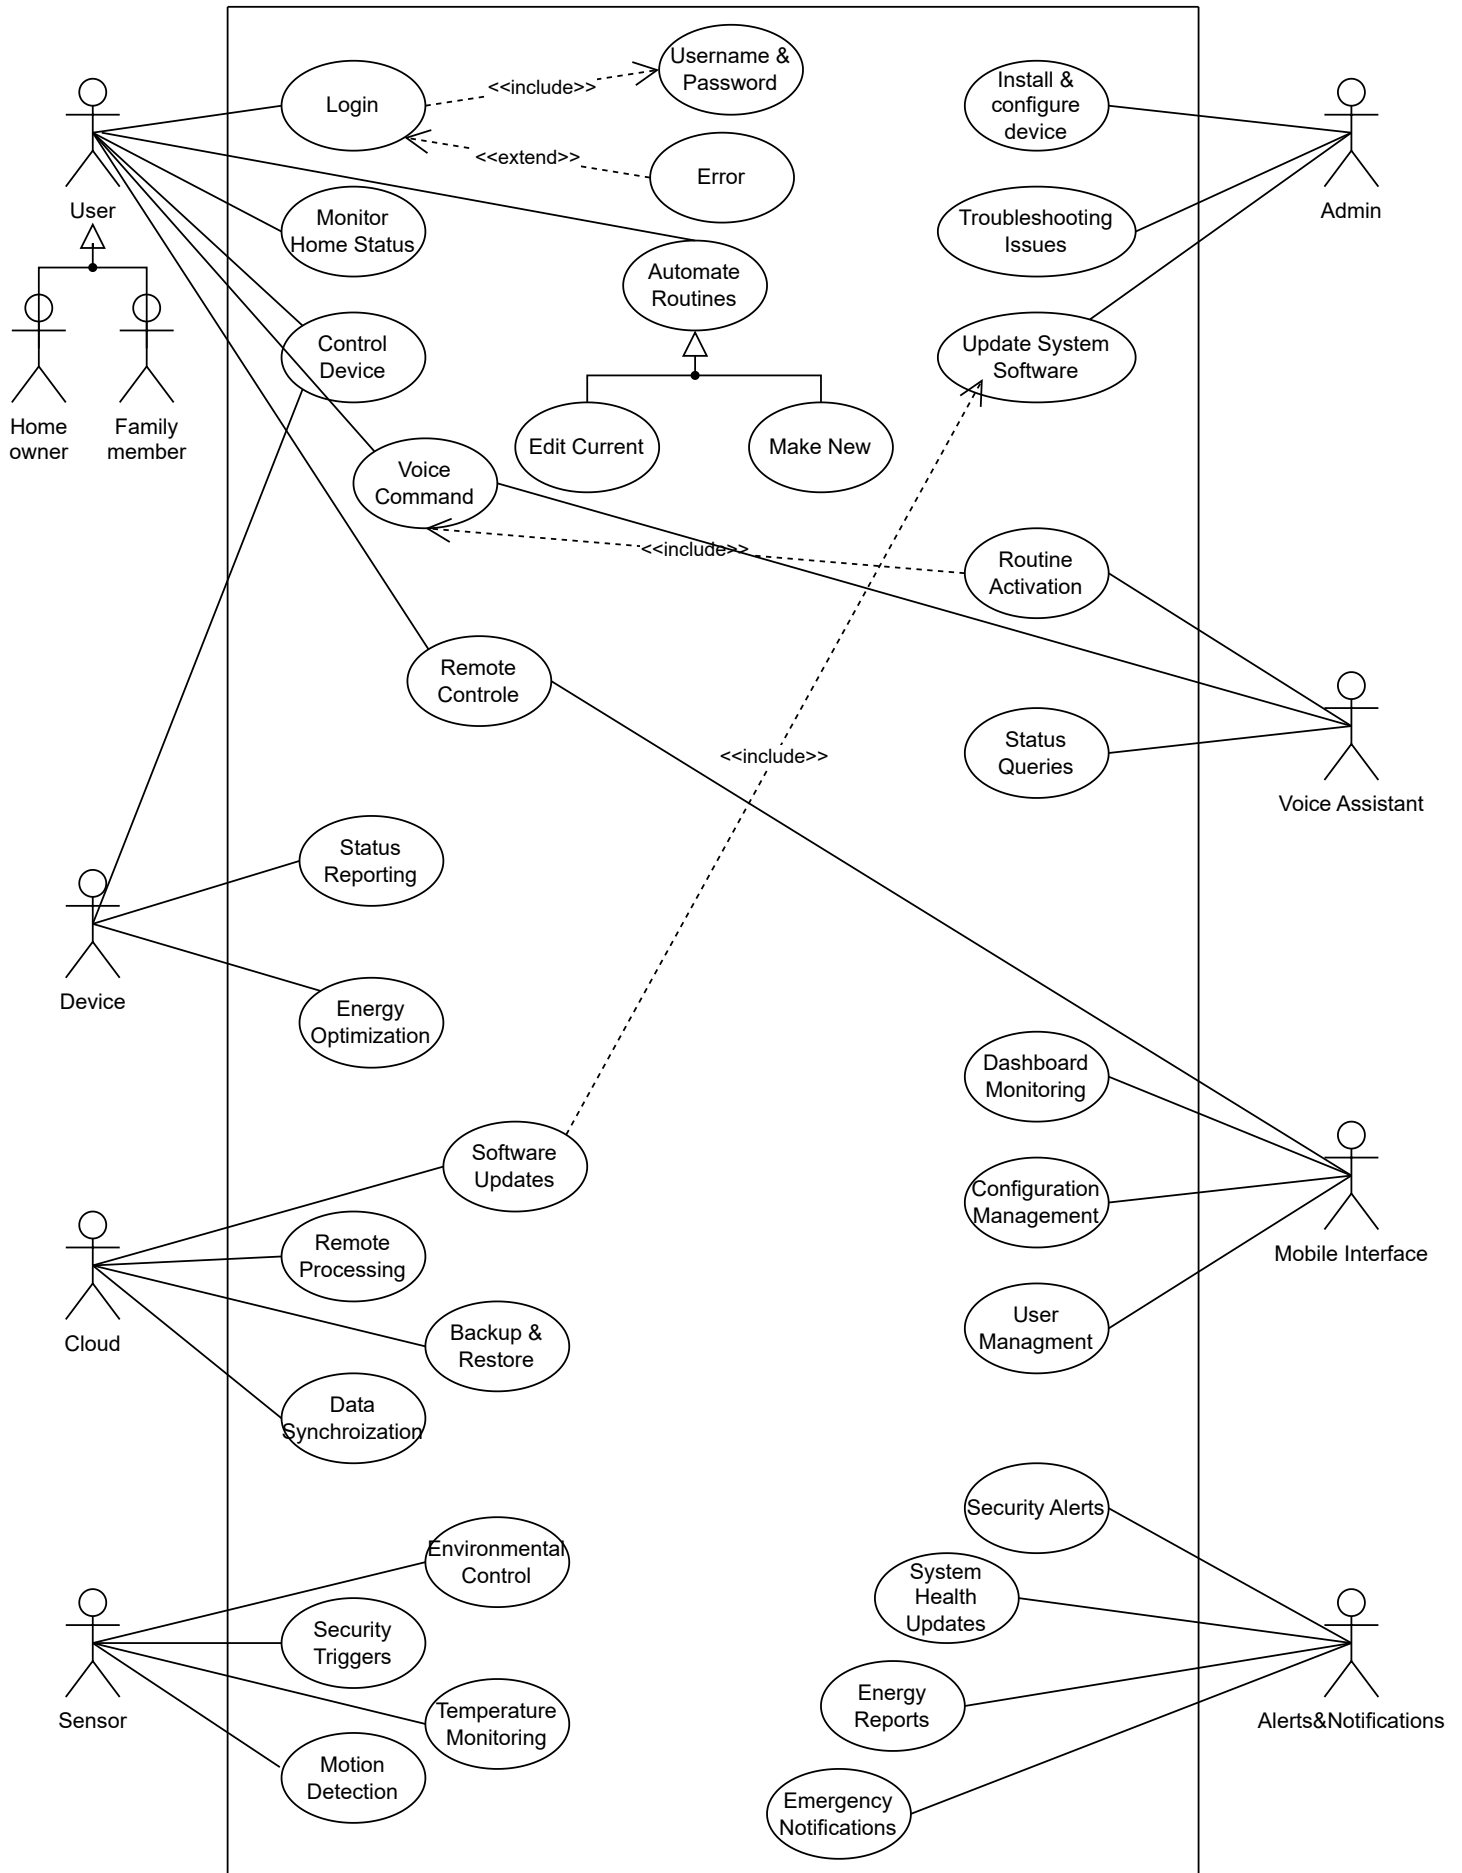 Username &
Password
Install &
configure
device
Login
<<include>>
<<extend>>
Error
User
Admin
Monitor
Home Status
Troubleshooting
Issues
Automate
Routines
Control
Device
Update System
Software
Home
owner
Family
member
Edit Current
Make New
Voice
Command
<<include>>
Routine
Activation
Remote
Controle
<<include>>
Status
Queries
Voice Assistant
Status
Reporting
Device
Energy
Optimization
Dashboard
Monitoring
Software
Updates
Configuration
Management
Remote
Processing
Mobile Interface
Cloud
Backup &
Restore
User
Managment
Data
Synchroization
Security Alerts
Environmental
Control
System
Health
Updates
Security
Triggers
Sensor
Temperature
Monitoring
Energy
Reports
Alerts&Notifications
Motion
Detection
Emergency
Notifications